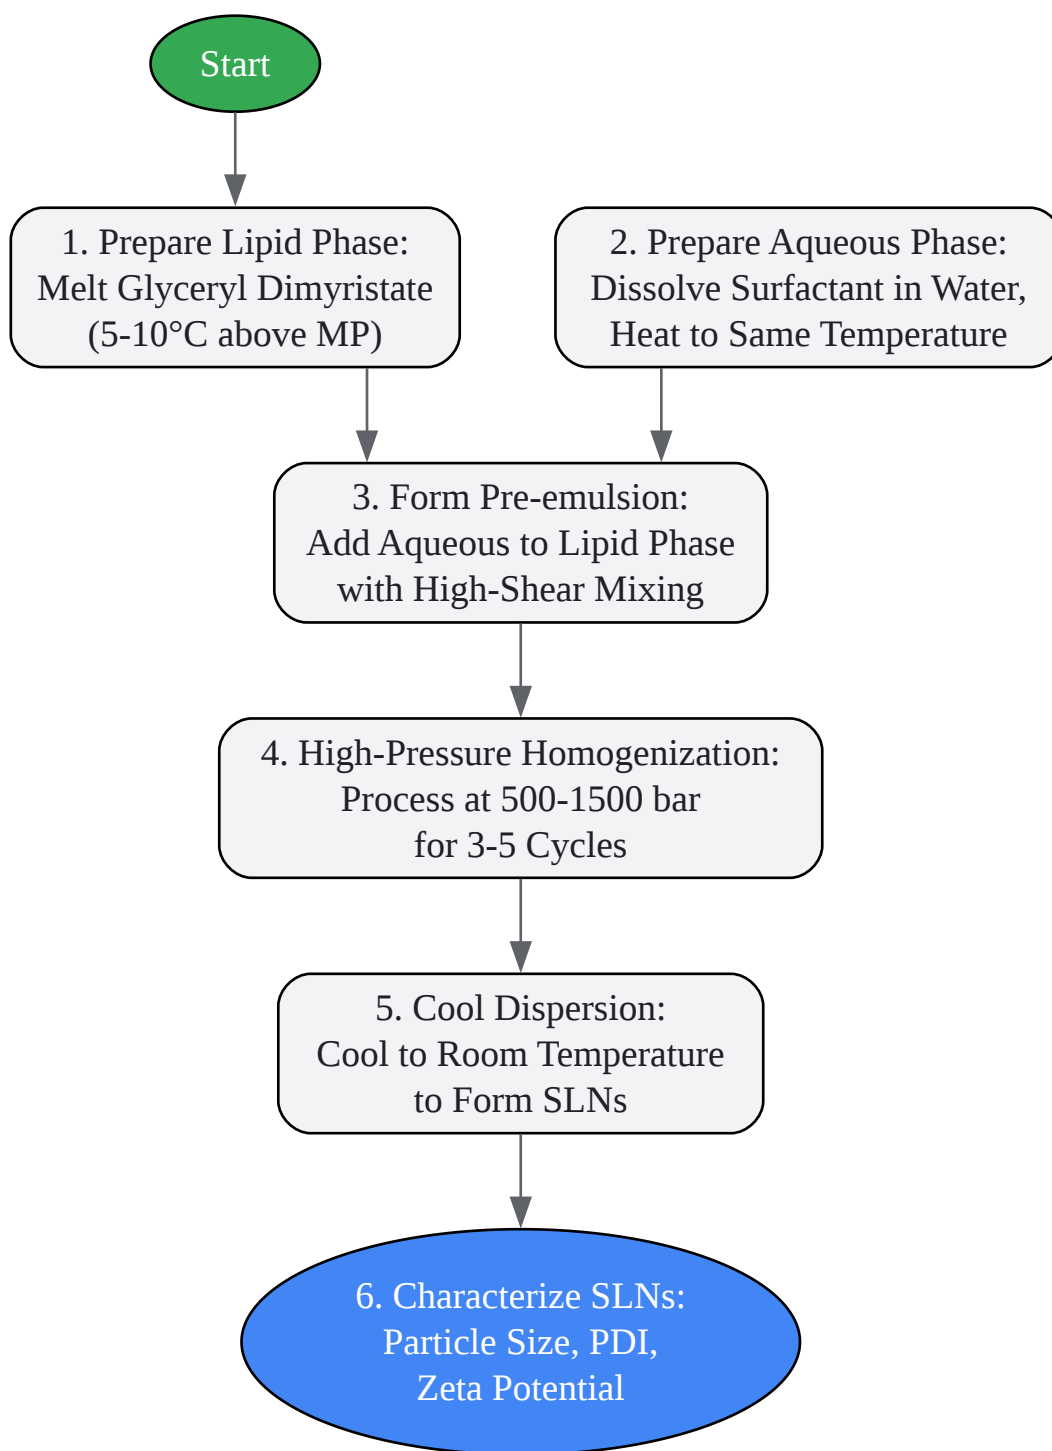 Start
1. Prepare Lipid Phase:
Melt Glyceryl Dimyristate
(5-10°C above MP)
2. Prepare Aqueous Phase:
Dissolve Surfactant in Water,
Heat to Same Temperature
3. Form Pre-emulsion:
Add Aqueous to Lipid Phase
with High-Shear Mixing
4. High-Pressure Homogenization:
Process at 500-1500 bar
for 3-5 Cycles
5. Cool Dispersion:
Cool to Room Temperature
to Form SLNs
6. Characterize SLNs:
Particle Size, PDI,
Zeta Potential